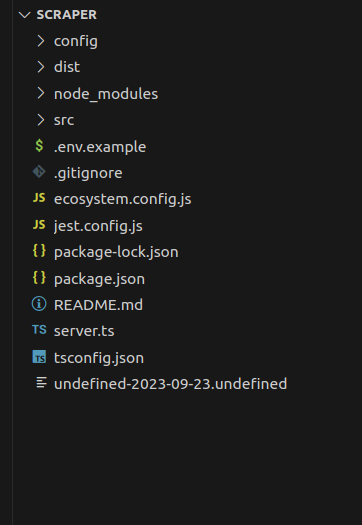 SCRAPER
config
dist
node_modules
src
$ .env.example
.gitignore
JS ecosystem.config.js
JS jest.config.js
{ } package-lock.json
{ } package.json
README.md
TS server.ts
TS tsconfig.json
undefined-2023-09-23.undefined